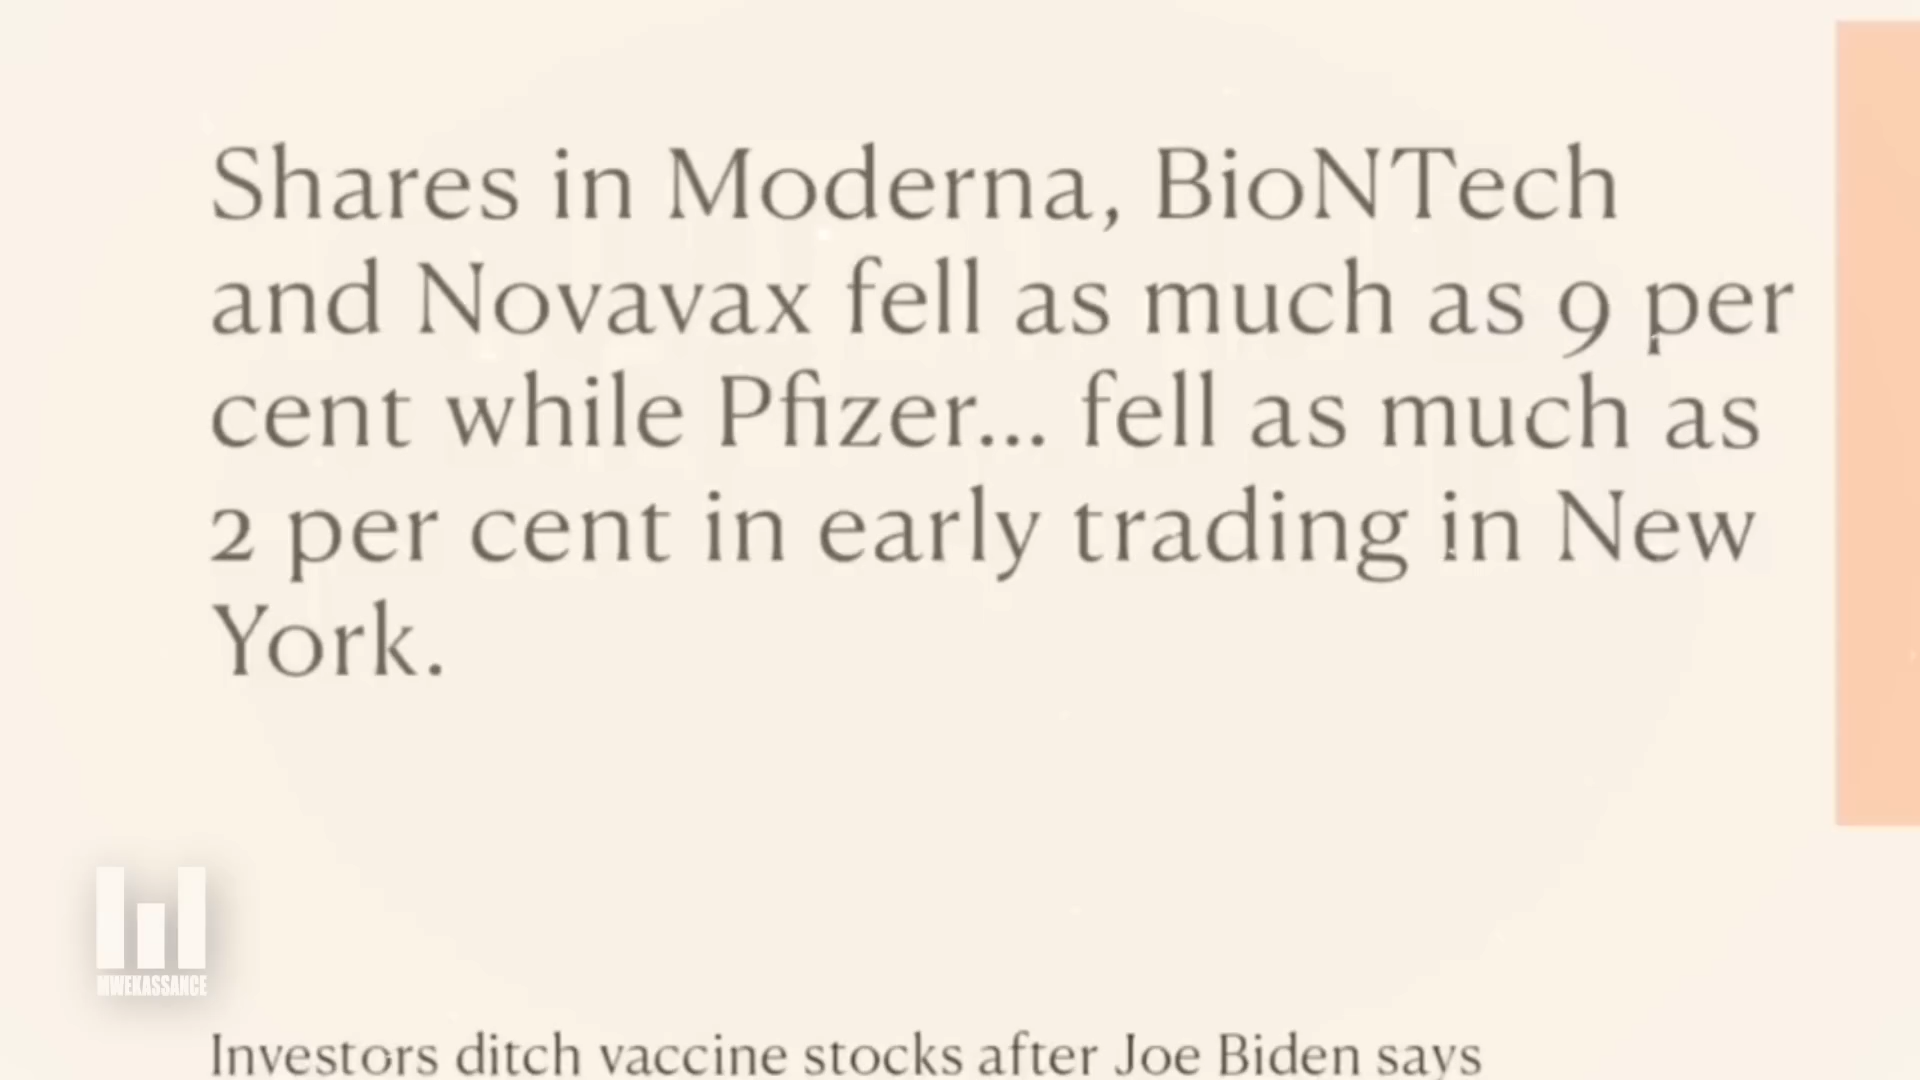 Shares in Moderna, BioNTech
and Novavax fell as much as 9 per
cent while Pfizer... fell as much as
2 per cent in early trading in New
York.
MWEKASSANCE
Investors ditch vaccine stocks after Joe Biden says